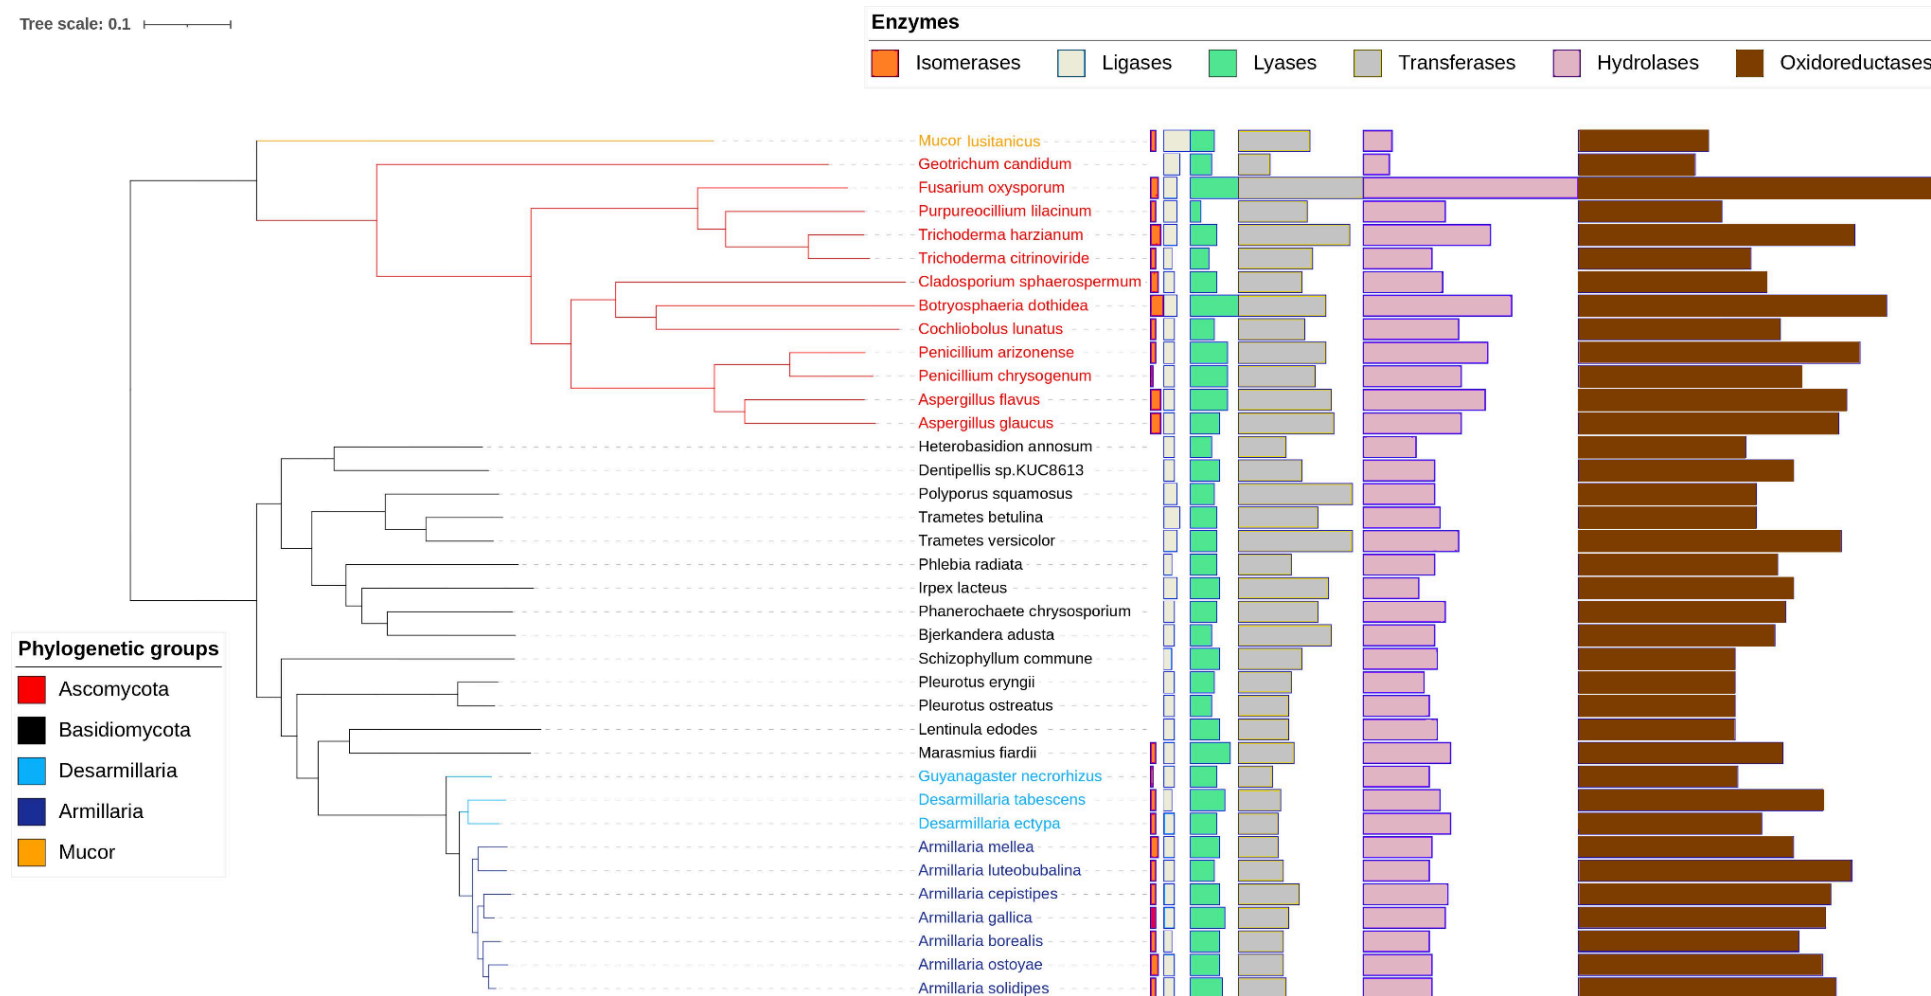 Tree scale: 0.1
Enzymes
Isomerases Ligases Lyases Transferases Hydrolases Oxidoreductases
Mucor lusitanicus
Geotrichum candidum
Fusarium oxysporum
Purpureocillium lilacinum
Trichoderma harzianum
Trichoderma citrinoviride
Cladosporium sphaerospermum
Botryosphaeria dothidea
Cochliobolus lunatus
Penicillium arizonense
Penicillium chrysogenum
Aspergillus flavus
Aspergillus glaucus
Heterobasidion annosum
Dentipellis sp.KUC8613
Polyporus squamosus
Trametes betulina
Trametes versicolor
Phlebia radiata
Irpex lacteus
Phanerochaete chrysosporium
Bjerkandera adusta
Schizophyllum commune
Pleurotus eryngii
Pleurotus ostreatus
Lentinula edodes
Marasmius fiardii
Guyanagaster necrorhizus
Desarmillaria tabescens
Desarmillaria ectypa
Armillaria mellea
Armillaria luteobubalina
Armillaria cepistipes
Armillaria gallica
Armillaria borealis
Armillaria ostoyae
Armillaria solidipes
Phylogenetic groups
Ascomycota
Basidiomycota
Desarmillaria
Armillaria
Mucor